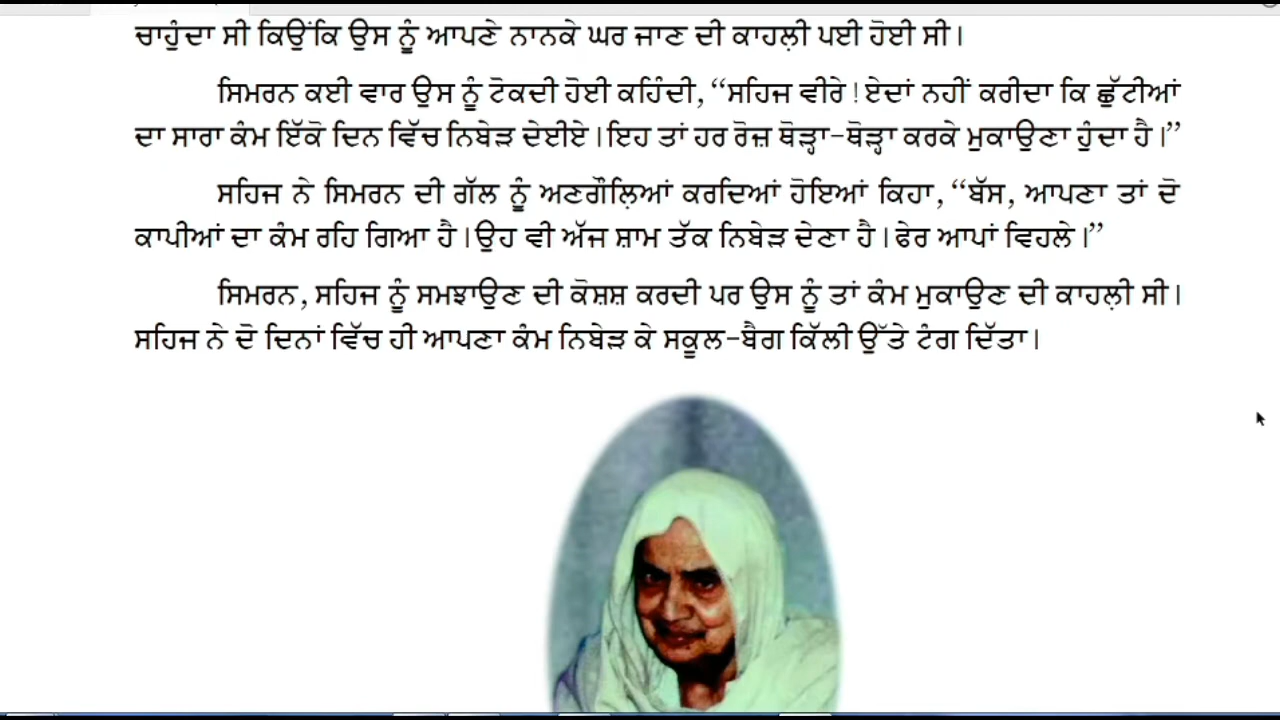 ਚਾਹੁੰਦਾ ਸੀ ਕਿਉਂਕਿ ਉਸ ਨੂੰ ਆਪਣੇ ਨਾਨਕੇ ਘਰ ਜਾਣ ਦੀ ਕਾਹਲ਼ੀ ਪਈ ਹੋਈ ਸੀ।
ਸਿਮਰਨ ਕਈ ਵਾਰ ਉਸ ਨੂੰ ਟੋਕਦੀ ਹੋਈ ਕਹਿੰਦੀ, “ਸਹਿਜ ਵੀਰੇ! ਏਦਾਂ ਨਹੀਂ ਕਰੀਦਾ ਕਿ ਛੁੱਟੀਆਂ
ਦਾ ਸਾਰਾ ਕੰਮ ਇੱਕੋ ਦਿਨ ਵਿੱਚ ਨਿਬੇੜ ਦੇਈਏ। ਇਹ ਤਾਂ ਹਰ ਰੋਜ਼ ਥੋੜ੍ਹਾ-ਥੋੜ੍ਹਾ ਕਰਕੇ ਮੁਕਾਉਣਾ ਹੁੰਦਾ ਹੈ।”
ਸਹਿਜ ਨੇ ਸਿਮਰਨ ਦੀ ਗੱਲ ਨੂੰ ਅਣਗੌਲ਼ਿਆਂ ਕਰਦਿਆਂ ਹੋਇਆਂ ਕਿਹਾ, “ਬੱਸ, ਆਪਣਾ ਤਾਂ ਦੋ
ਕਾਪੀਆਂ ਦਾ ਕੰਮ ਰਹਿ ਗਿਆ ਹੈ। ਉਹ ਵੀ ਅੱਜ ਸ਼ਾਮ ਤੱਕ ਨਿਬੇੜ ਦੇਣਾ ਹੈ। ਫੇਰ ਆਪਾਂ ਵਿਹਲੇ।”
ਸਿਮਰਨ, ਸਹਿਜ ਨੂੰ ਸਮਝਾਉਣ ਦੀ ਕੋਸ਼ਸ਼ ਕਰਦੀ ਪਰ ਉਸ ਨੂੰ ਤਾਂ ਕੰਮ ਮੁਕਾਉਣ ਦੀ ਕਾਹਲ਼ੀ ਸੀ।
ਸਹਿਜ ਨੇ ਦੋ ਦਿਨਾਂ ਵਿੱਚ ਹੀ ਆਪਣਾ ਕੰਮ ਨਿਬੇੜ ਕੇ ਸਕੂਲ-ਬੈਗ ਕਿੱਲੀ ਉੱਤੇ ਟੰਗ ਦਿੱਤਾ।